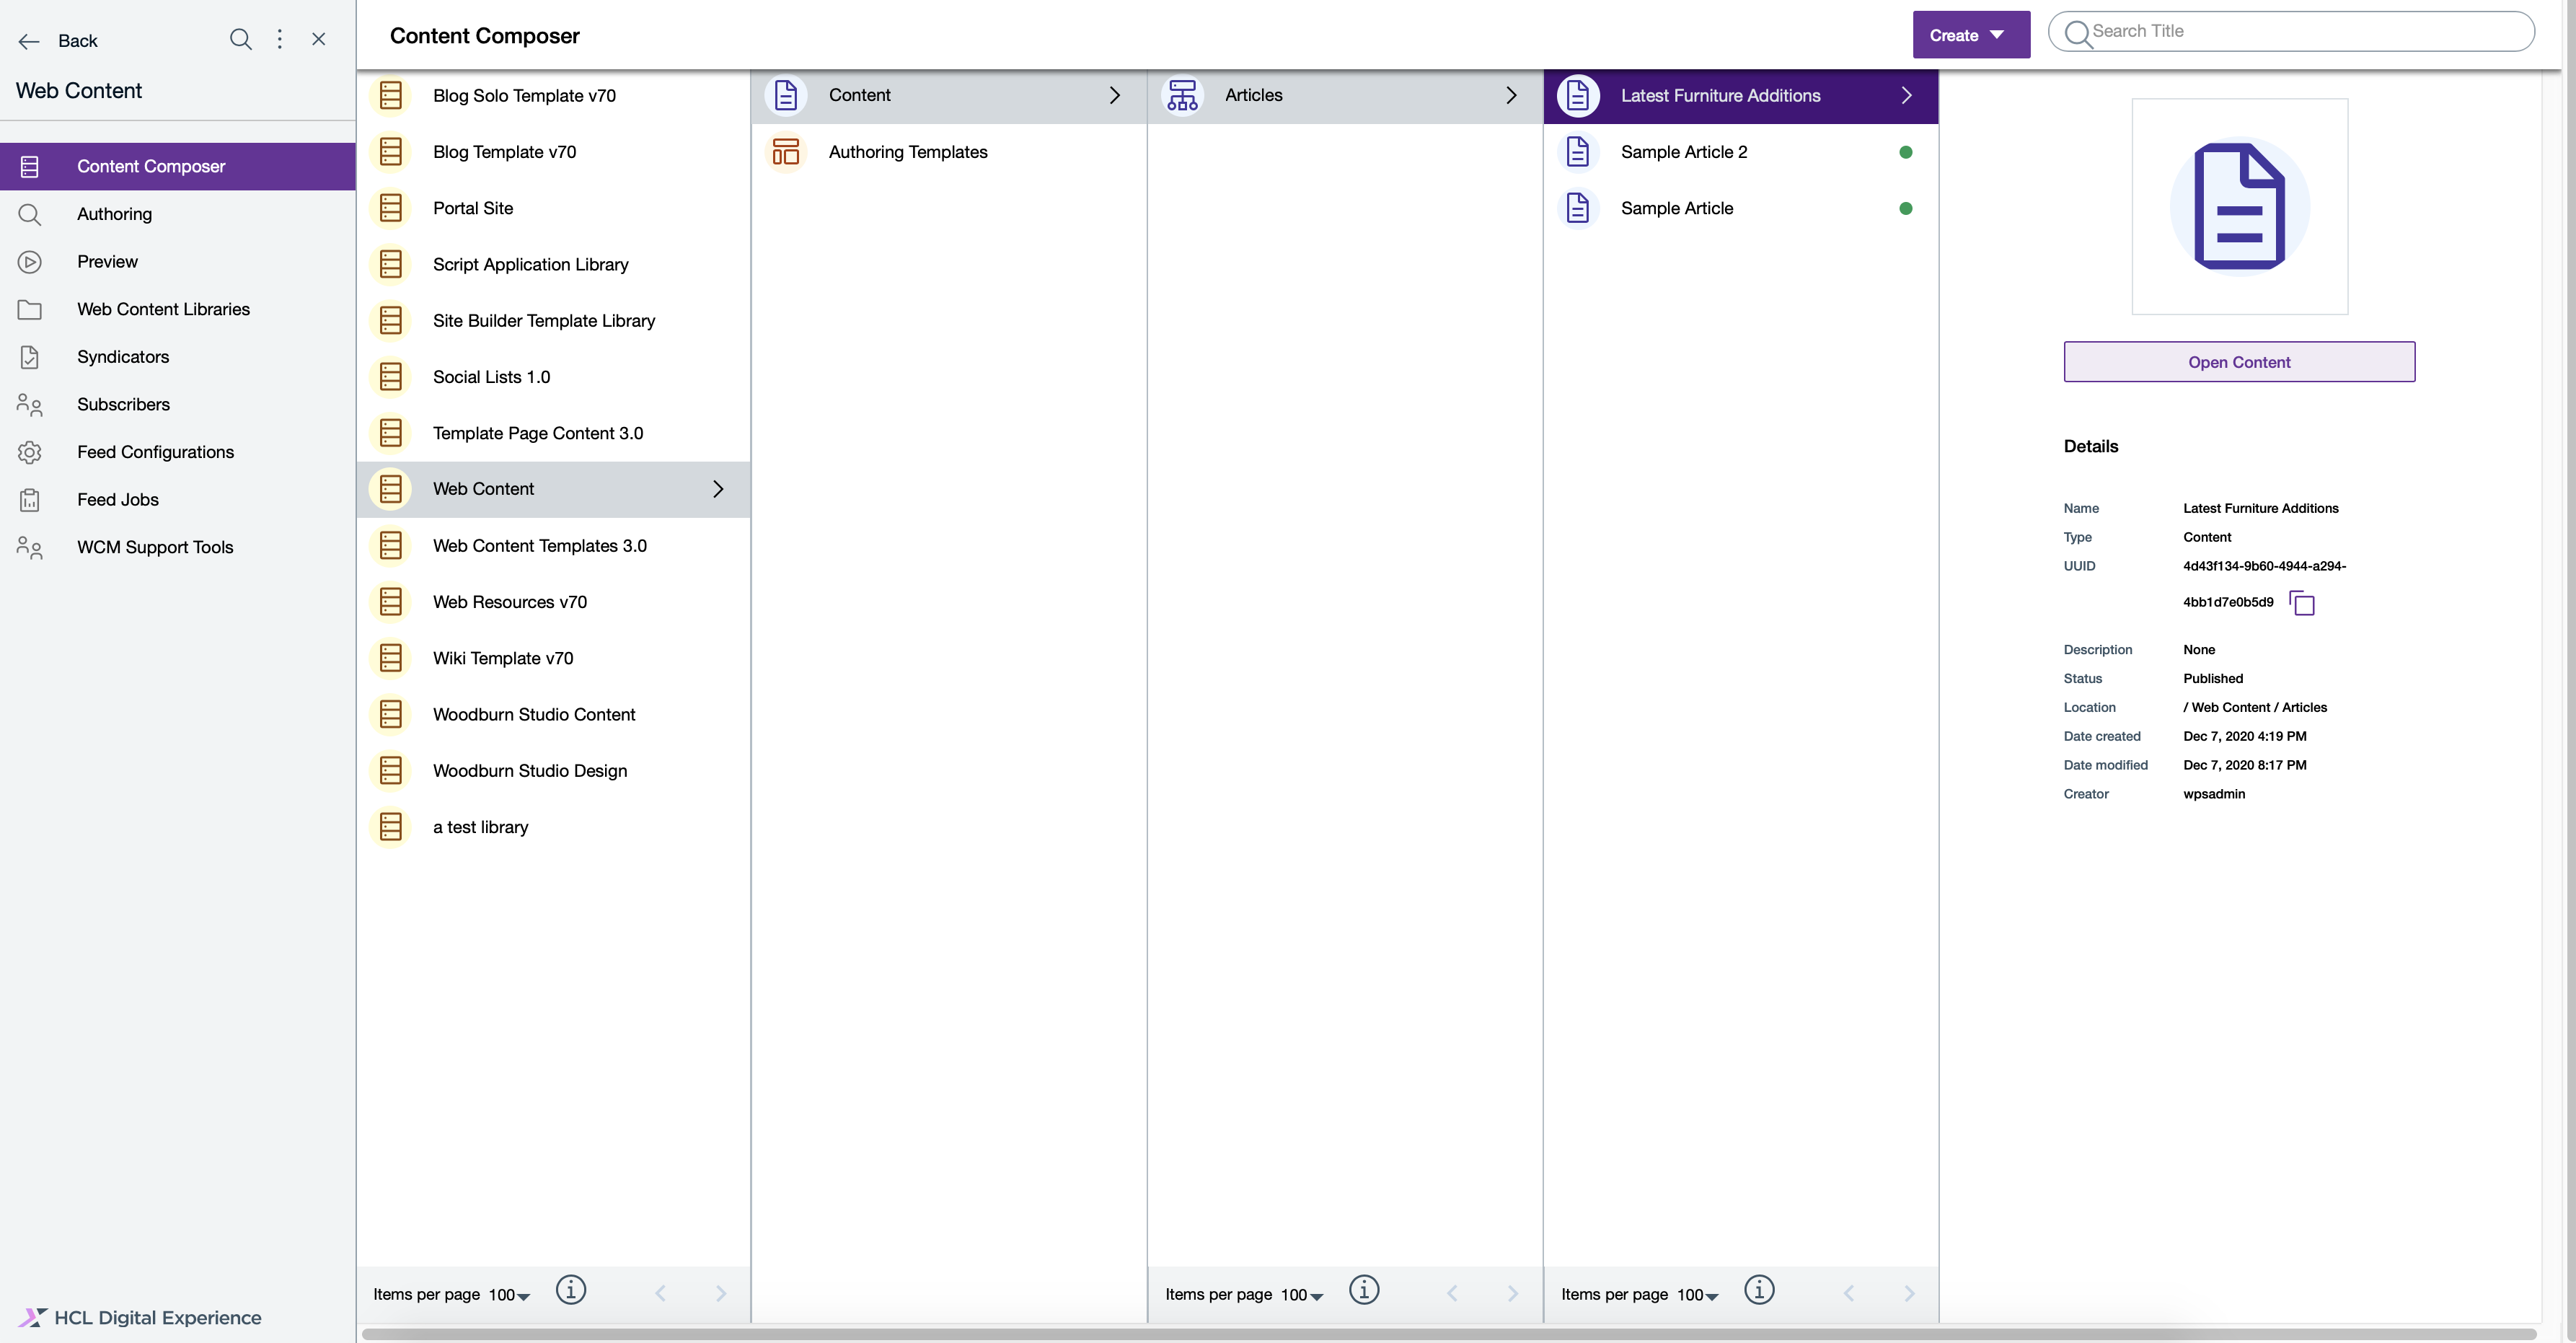 Back
Web Content
Content Composer
Authoring
Preview
Web Content Libraries
Syndicators
Subscribers
Feed Configurations
Feed Jobs
WCM Support Tools
HCL Digital Experience
Content Composer
Create
Search Title
Blog Solo Template v70
Blog Template v70
Portal Site
Script Application Library
Site Builder Template Library
Social Lists 1.0
Template Page Content 3.0
Web Content
Web Content Templates 3.0
Web Resources v70
Wiki Template v70
Woodburn Studio Content
Woodburn Studio Design
a test library
Items per page 100
Content
Authoring Templates
Articles
Items per page 100
Latest Furniture Additions
Sample Article 2
Sample Article
Items per page 100
Open Content
Details
Name Latest Furniture Additions
Type Content
UUID 4d43f134-9b60-4944-a294-
4bb1d7e0b5d9
Description None
Status Published
Location / Web Content / Articles
Date created Dec 7, 2020 4:19 PM
Date modified Dec 7, 2020 8:17 PM
Creator wpsadmin